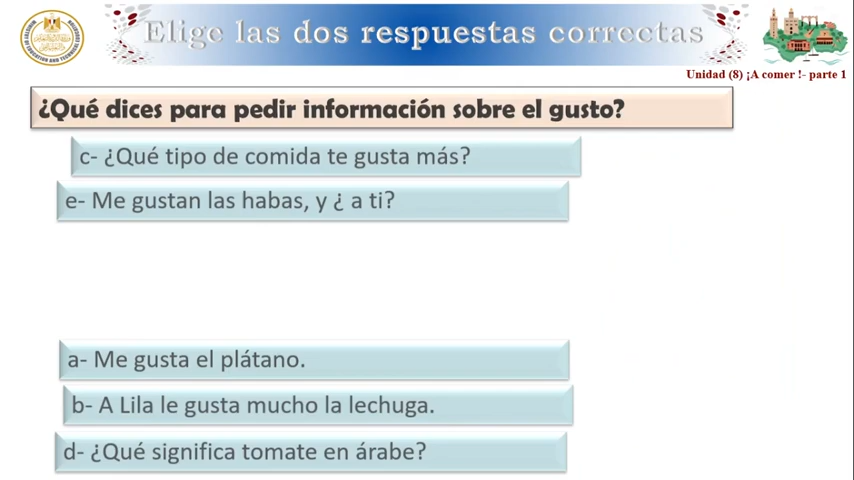 Elige las dos respuestas correctas
Unidad (8) ¡A comer !- parte 1
¿Qué dices para pedir información sobre el gusto?
c- ¿Qué tipo de comida te gusta más?
e- Me gustan las habas, y ¿ a ti?
a- Me gusta el plátano.
b- A Lila le gusta mucho la lechuga.
d- ¿Qué significa tomate en árabe?